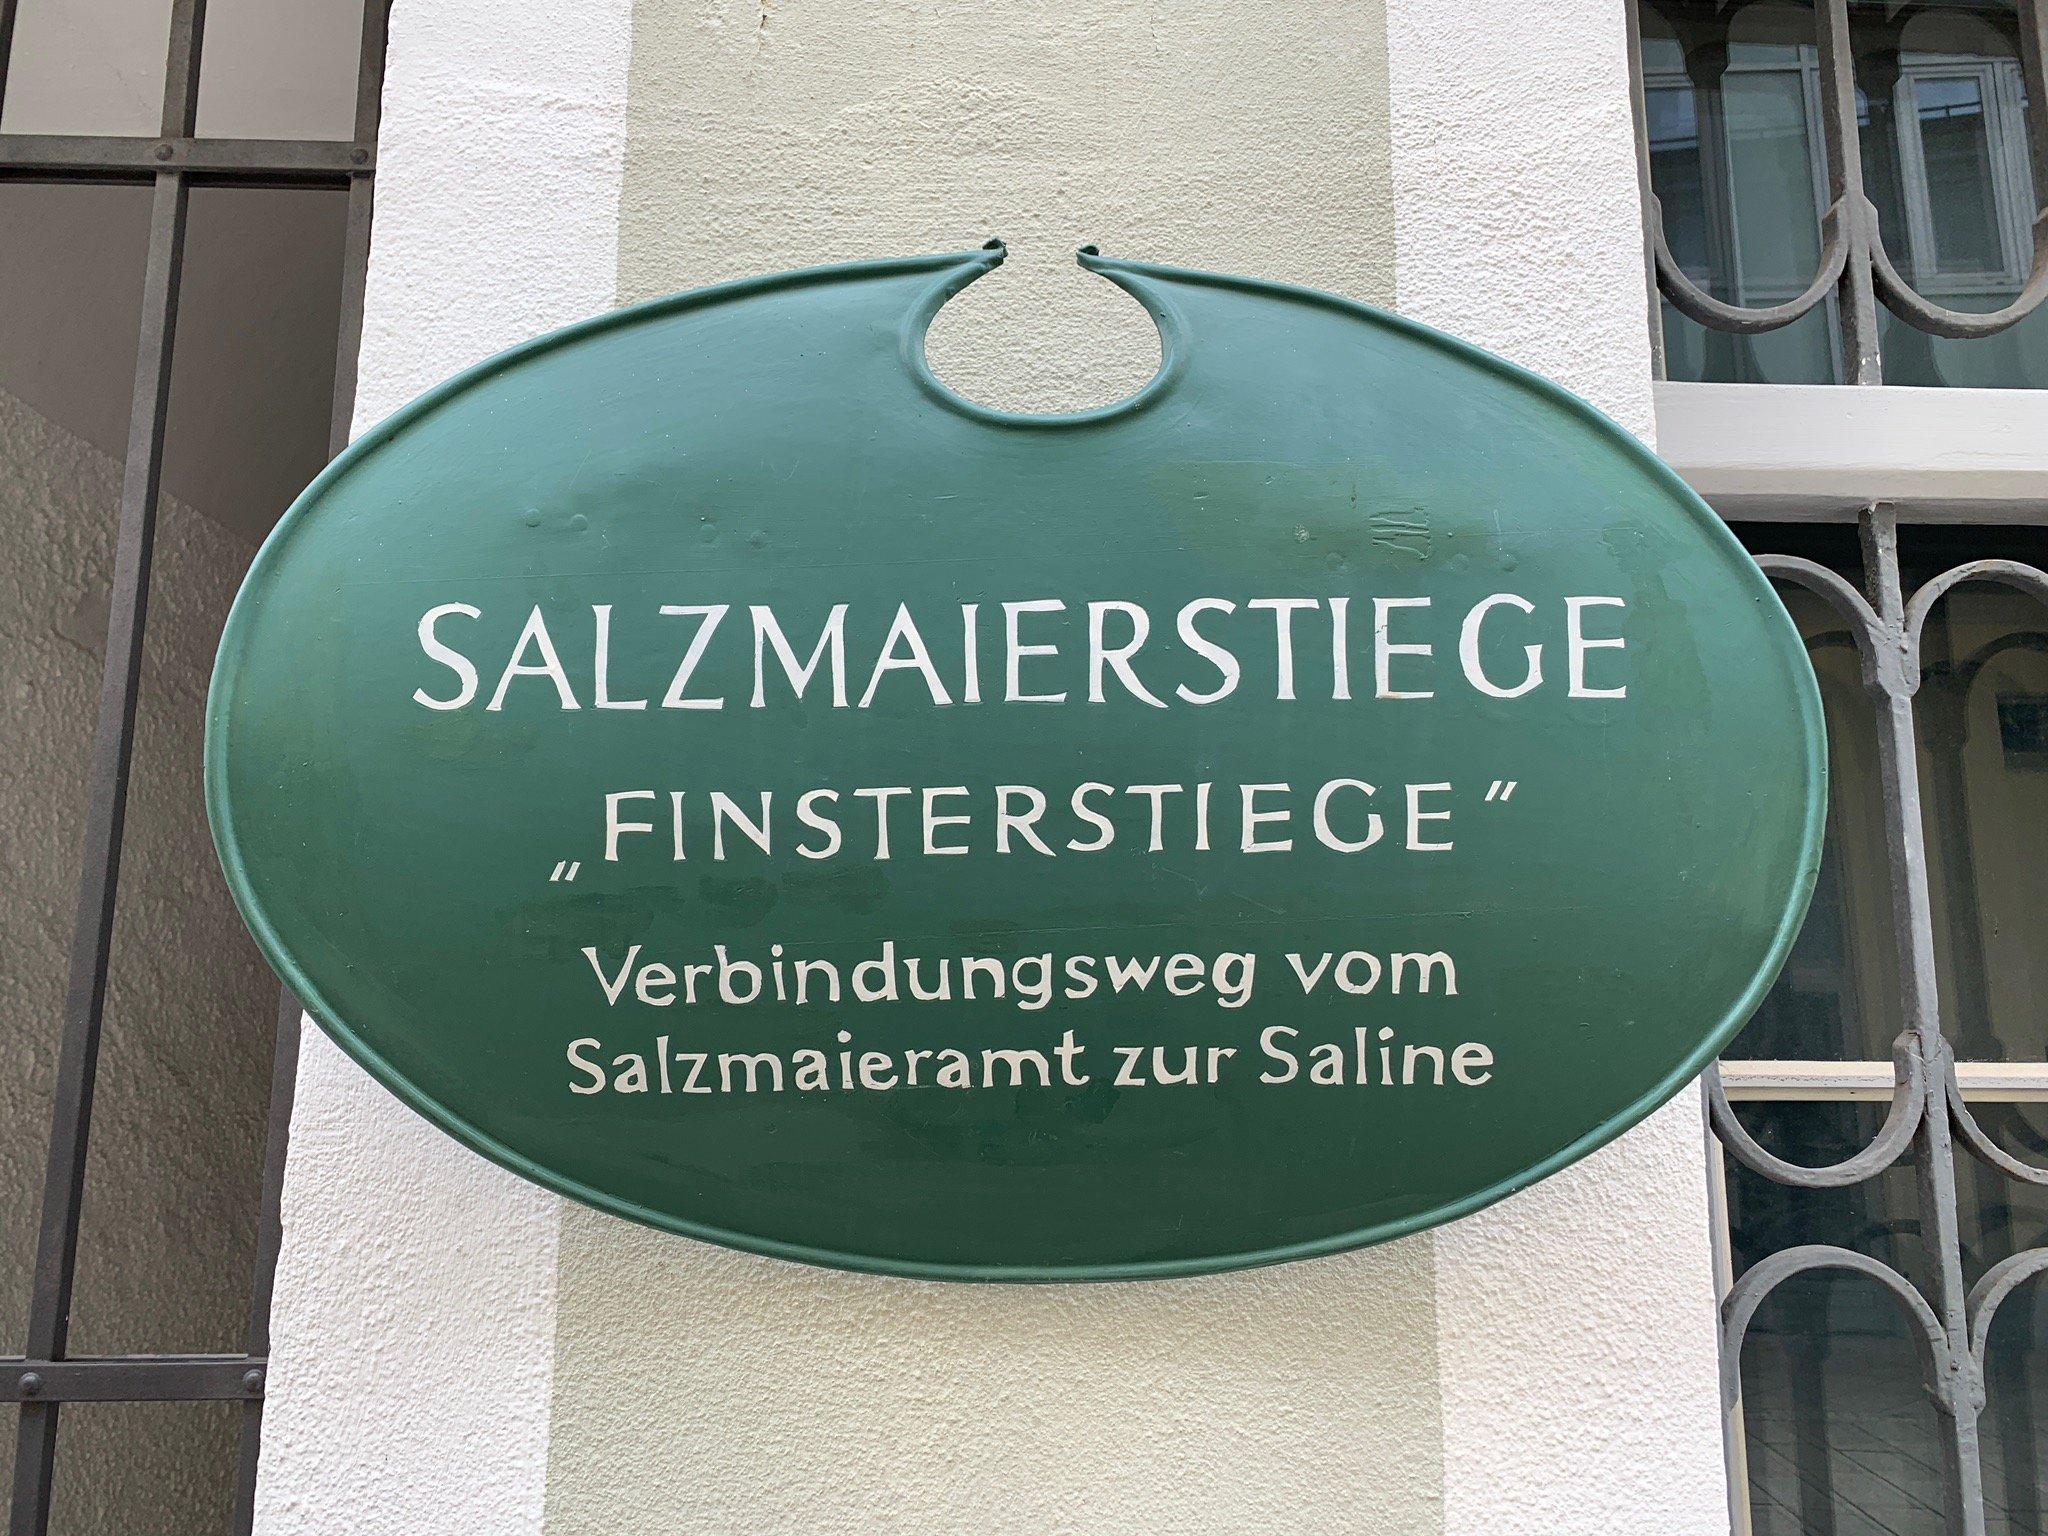 SALZMAIERSTIEGE
„FINSTERSTIEGE“
Verbindungsweg vom
Salzmaieramt zur Saline